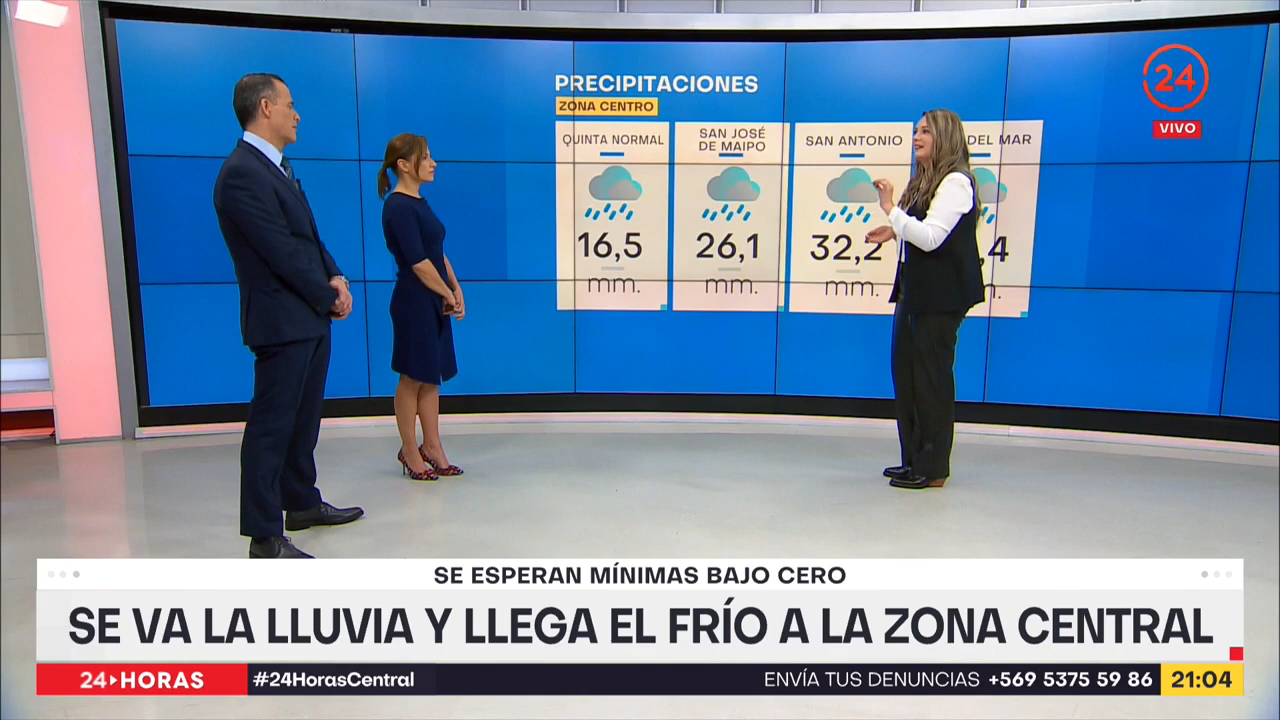 PRECIPITACIONES
ZONA CENTRO
QUINTA NORMAL
16,5
mm.
SAN JOSÉ
DE MAIPO
26,1
mm.
SAN ANTONIO
32,2
mm.
DEL MAR
,4
24
VIVO
SE ESPERAN MÍNIMAS BAJO CERO
SE VA LA LLUVIA Y LLEGA EL FRÍO A LA ZONA CENTRAL
24 HORAS
#24HorasCentral
ENVÍA TUS DENUNCIAS +569 5375 59 86
21:04